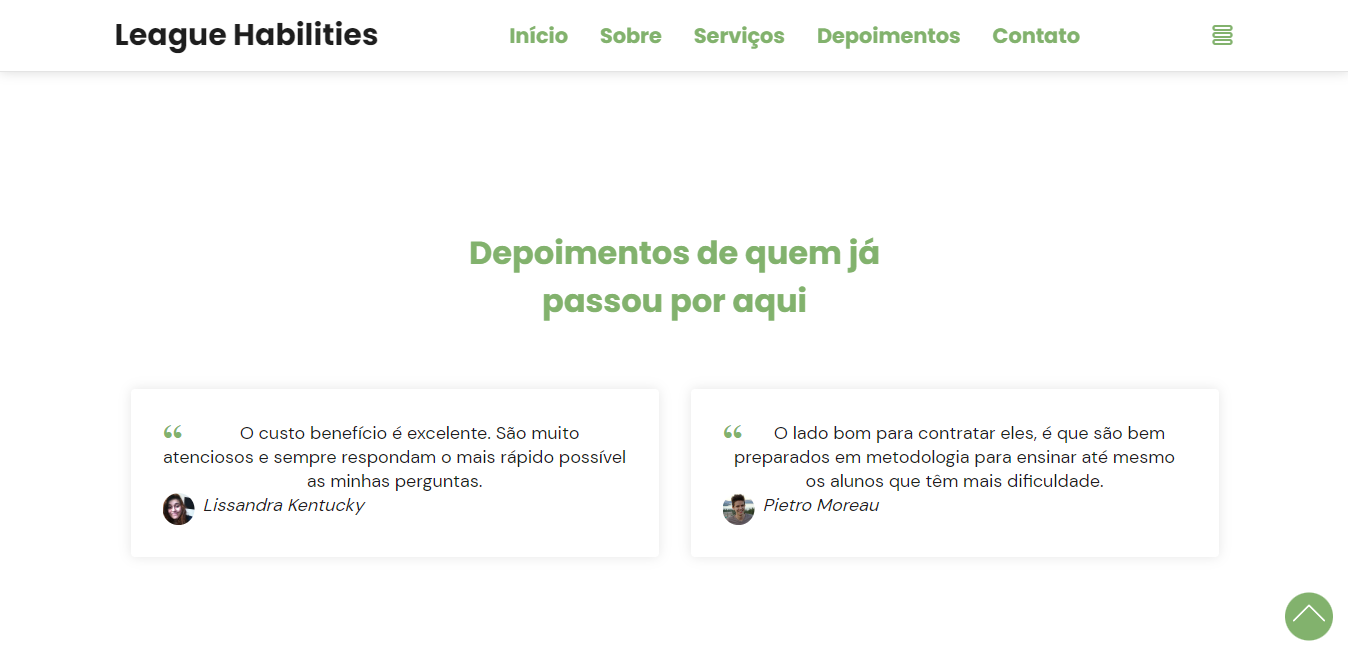 League Habilities
Início Sobre Serviços Depoimentos Contato
Depoimentos de quem já
passou por aqui
“ O custo benefício é excelente. São muito
atenciosos e sempre respondam o mais rápido possível
as minhas perguntas.
Lissandra Kentucky
“ O lado bom para contratar eles, é que são bem
preparados em metodologia para ensinar até mesmo
os alunos que têm mais dificuldade.
Pietro Moreau